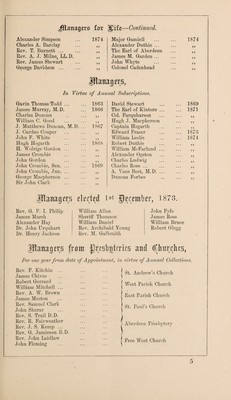 Managers for Life—Continued.
Alexander Simpson ... 1874
Charles A. Barclay ... „
Rev. T. Burnett ... „
Rev. A. J. Milne, LL.D. „
Rev. James Stewart ... „
George Davidson ... „
Major Gamiell ... 1874
Alexander Duthie ... „
The Earl of Aberdeen „
James M. Garden ... „
John Whyte ... „
Colonel Cadenhead „
Managers,
In Virtue of Annual Subscriptions.
Gavin Thomas Todd ... 1863
James Murray, M.D. 1866
Charles Duncan „
William C. Good „
J. Matthews Duncan, M.D. 1867
J. Cardno Couper „
John F. White „
Hugh Hogarth 1868
H. Wolrige Gordon ... „
James Crombie „
John Gordon „
John Crombie, Sen. ... 1869
John Crombie, Jun. ... „
George Macpherson ... „
Sir John Clark „
David Stewart 1869
The Earl of Kintore ... 1871
Col. Farquharson „
Hugh J. Macpherson „
Captain Hogarth „
Edward Fraser 1873
William Leslie 1874
Robert Duthie „
William McFarland ... „
Alexander Ogston „
Charles Ludwig „
Charles Ross „
A. Vans Best, M.D. ... „
Duncan Forbes „
Managers elected 1st December, 1873.
Rev. G. P. I. Philip
James Marsh
Alexander Hay
Dr. John Urquhart
Dr. Henry Jackson
William Allan
Sheriff Thomson
William Daniel
Rev. Archibald Young
Rev. M. Galbraith
John Fyfe
James Ross
William Bruce
Robert Glegg
Managers from Presbyteries and Churches,
For one year from date of Appointment, in virtue of Annual Collections.
Rev. F. Kitchin
James Chivas
St. Andrew's Church
Robert Gerrard
William Mitchell
West Parish Church
Rev. A. W. Brown
James Morton
East Parish Church
Rev. Samuel Clark
John Sherar
St. Paul's Church
Rev. S. Trail D.D.
Rev. R. Fairweather
Rev. J. S. Kemp
Rev. G. Jamieson B.D.
Aberdeen Presbytery
Rev. John Laidlaw
John Fleming
Free West Church
5